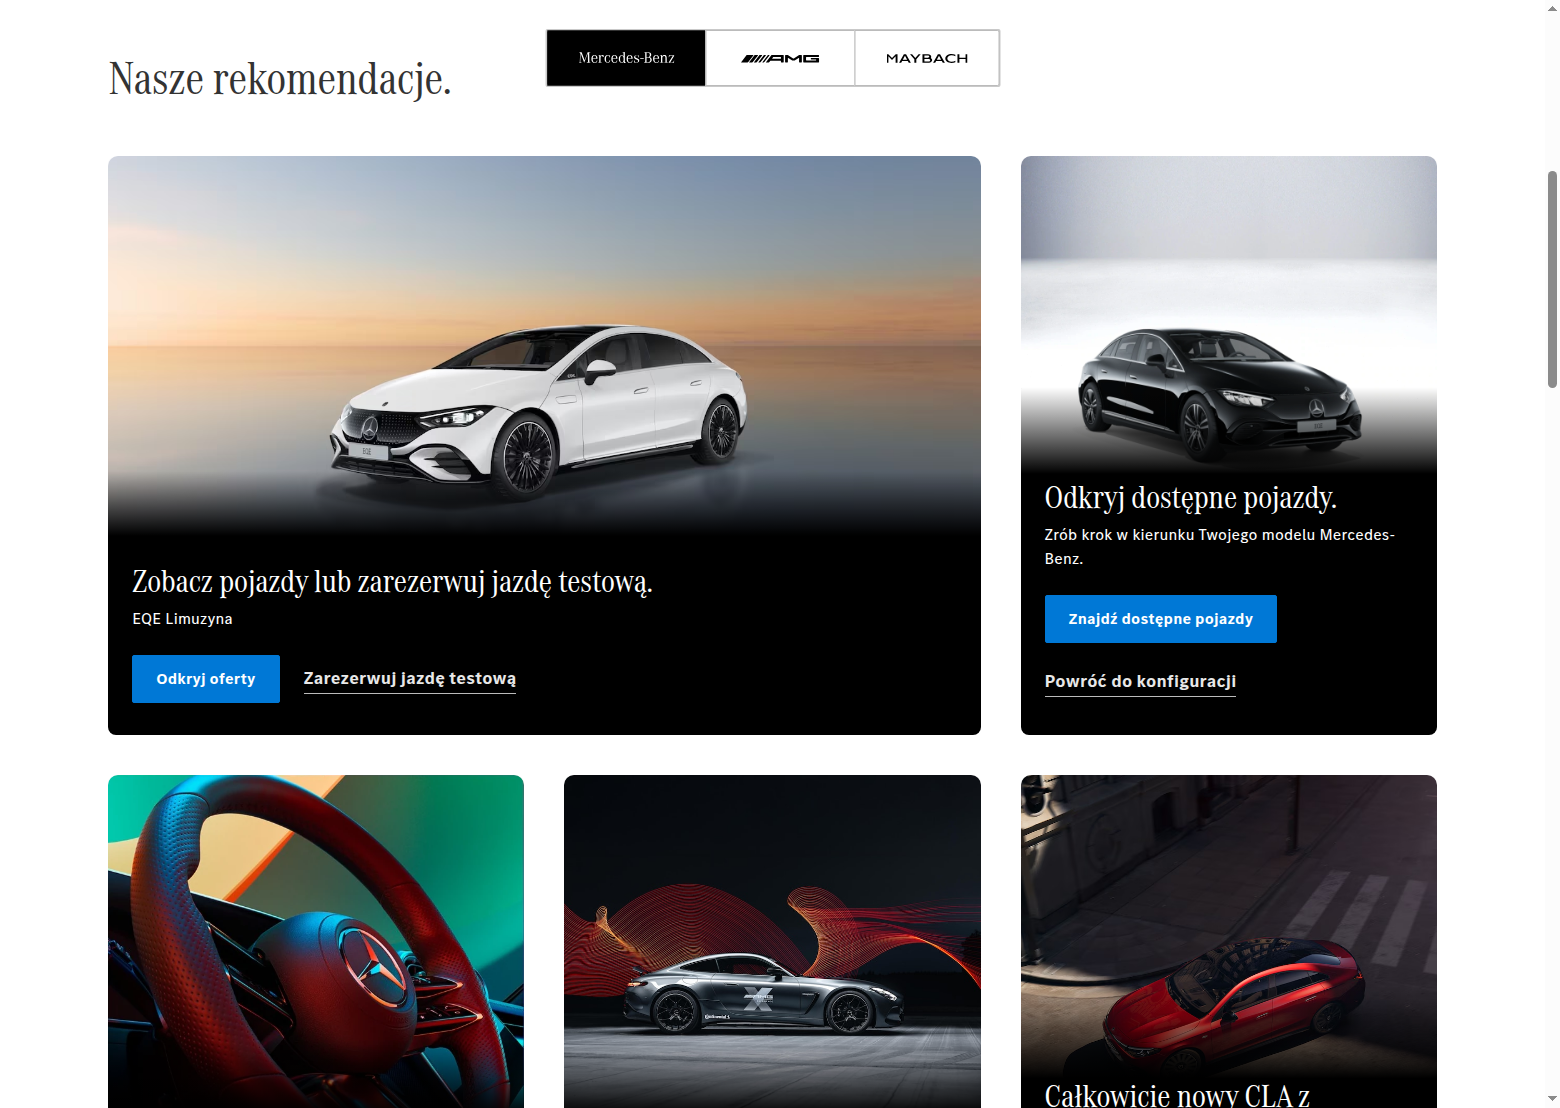 Nasze rekomendacje.
Mercedes-Benz
AMG
MAYBACH
Zobacz pojazdy lub zarezerwuj jazdę testową.
EQE Limuzyna
Odkryj oferty
Zarezerwuj jazdę testową
Odkryj dostępne pojazdy.
Zrób krok w kierunku Twojego modelu Mercedes-
Benz.
Znajdź dostępne pojazdy
Powróć do konfiguracji
Całkowicie nowy CLA z